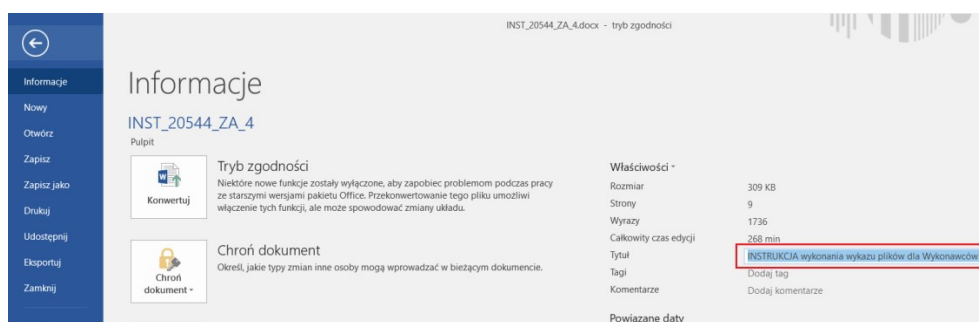 INST_20544_ZA_4.docx - tryb zgodności
Informacje
Nowy
Otwórz
Zapisz
Zapisz jako
Drukuj
Udostępnij
Eksportuj
Zamknij
Informacje
INST_20544_ZA_4
Pulpit
Konwertuj
Tryb zgodności
Niektóre nowe funkcje zostały wyłączone, aby zapobiec problemom podczas pracy
ze starszymi wersjami pakietu Office. Przekonwertowanie tego pliku umożliwi
włączenie tych funkcji, ale może spowodować zmiany układu.
Chroń
dokument
Chroń dokument
Określ, jakie typy zmian inne osoby mogą wprowadzać w bieżącym dokumencie.
Właściwości
Rozmiar 309 KB
Strony 9
Wyrazy 1736
Całkowity czas edycji 268 min
Tytuł INSTRUKCJA wykonania wykazu plików dla Wykonawców
Tagi Dodaj tag
Komentarze Dodaj komentarze
Powiązane daty